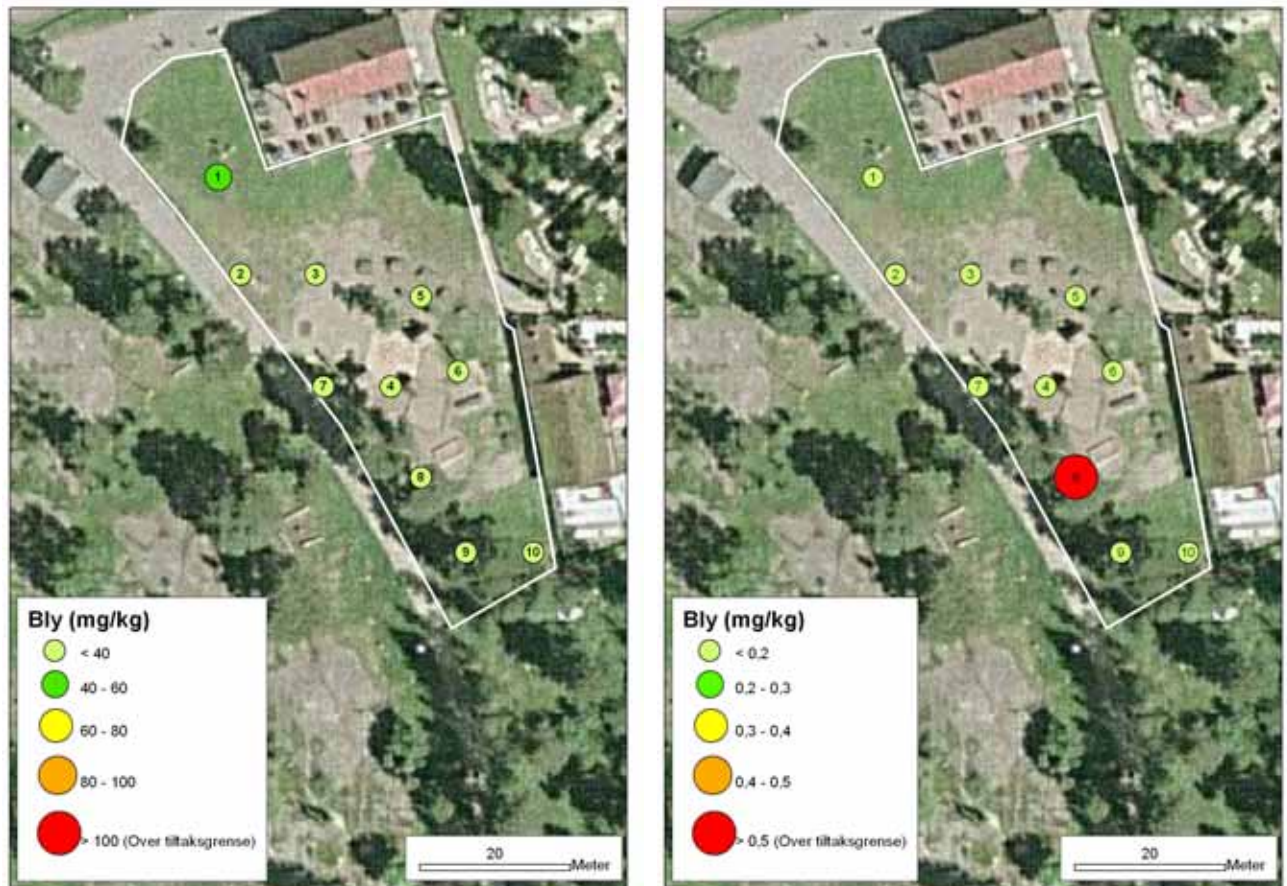 1
2
3
5
7
4
6
8
9
10
Bly (mg/kg)
< 40
40 - 60
60 - 80
80 - 100
> 100 (Over tiltaksgrense)
20
Meter
1
2
3
5
7
4
6
9
10
Bly (mg/kg)
< 0.2
0,2 - 0,3
0,3 - 0,4
0,4 - 0,5
> 0,5 (Over tiltaksgrense)
20
Meter